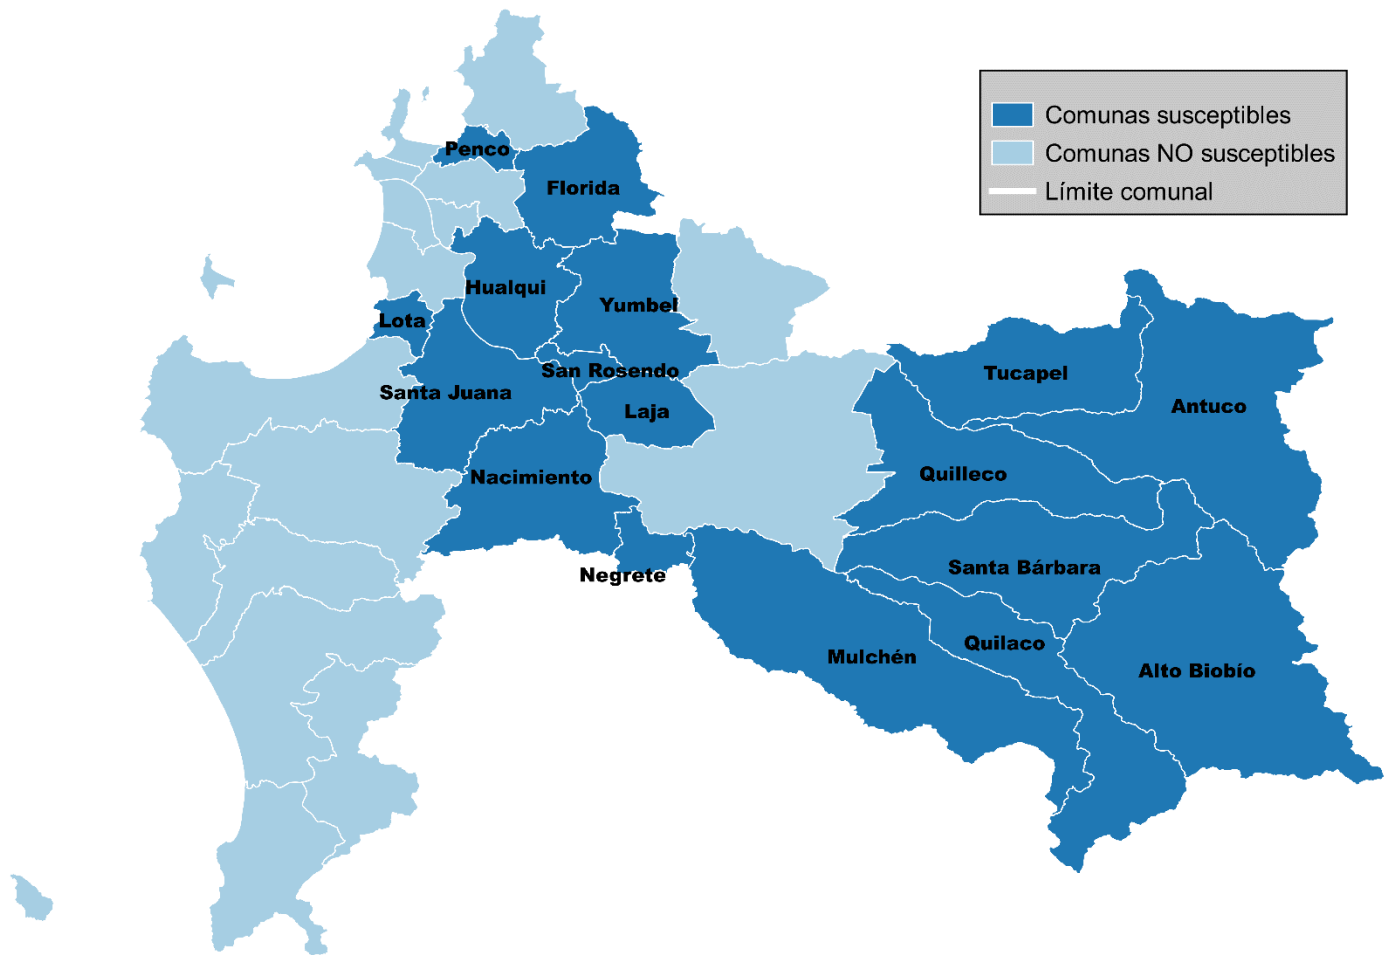 Comunas susceptibles
Comunas NO susceptibles
Límite comunal
Penco
Florida
Hualqui
Yumbel
Lota
San Rosendo
Tucapel
Santa Juana
Laja
Antuco
Nacimiento
Quilleco
Santa Bárbara
Negrete
Quilaco
Mulchén
Alto Biobío